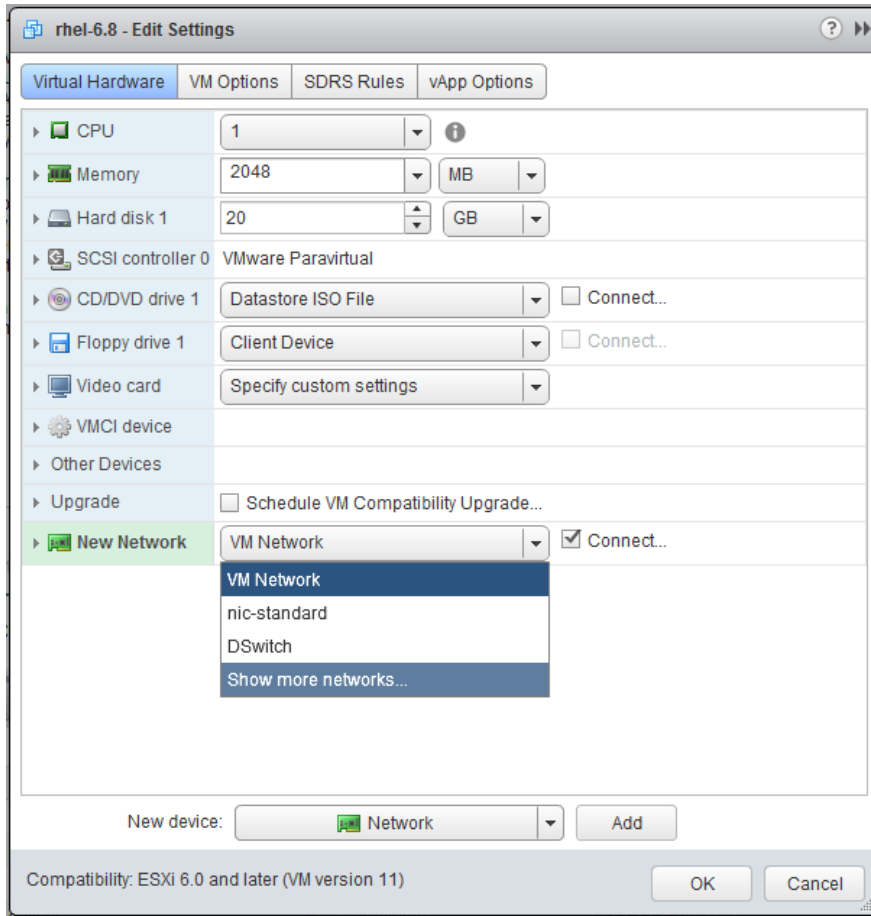 rhel-6.8 - Edit Settings
Virtual Hardware VM Options SDRS Rules vApp Options
CPU 1
Memory 2048 MB
Hard disk 1 20 GB
SCSI controller 0 VMware Paravirtual
CD/DVD drive 1 Datastore ISO File Connect...
Floppy drive 1 Client Device Connect...
Video card Specify custom settings
VMCI device
Other Devices
Upgrade Schedule VM Compatibility Upgrade...
New Network VM Network Connect...
VM Network
nic-standard
DSwitch
Show more networks...
New device: Network Add
Compatibility: ESXi 6.0 and later (VM version 11) OK Cancel